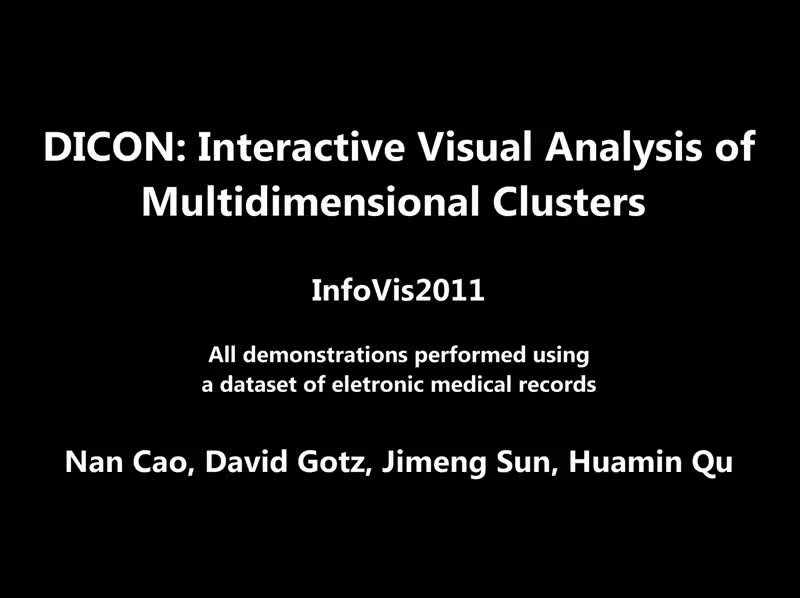 DICON: Interactive Visual Analysis of
Multidimensional Clusters
InfoVis2011
All demonstrations performed using
a dataset of eletronic medical records
Nan Cao, David Gotz, Jimeng Sun, Huamin Qu